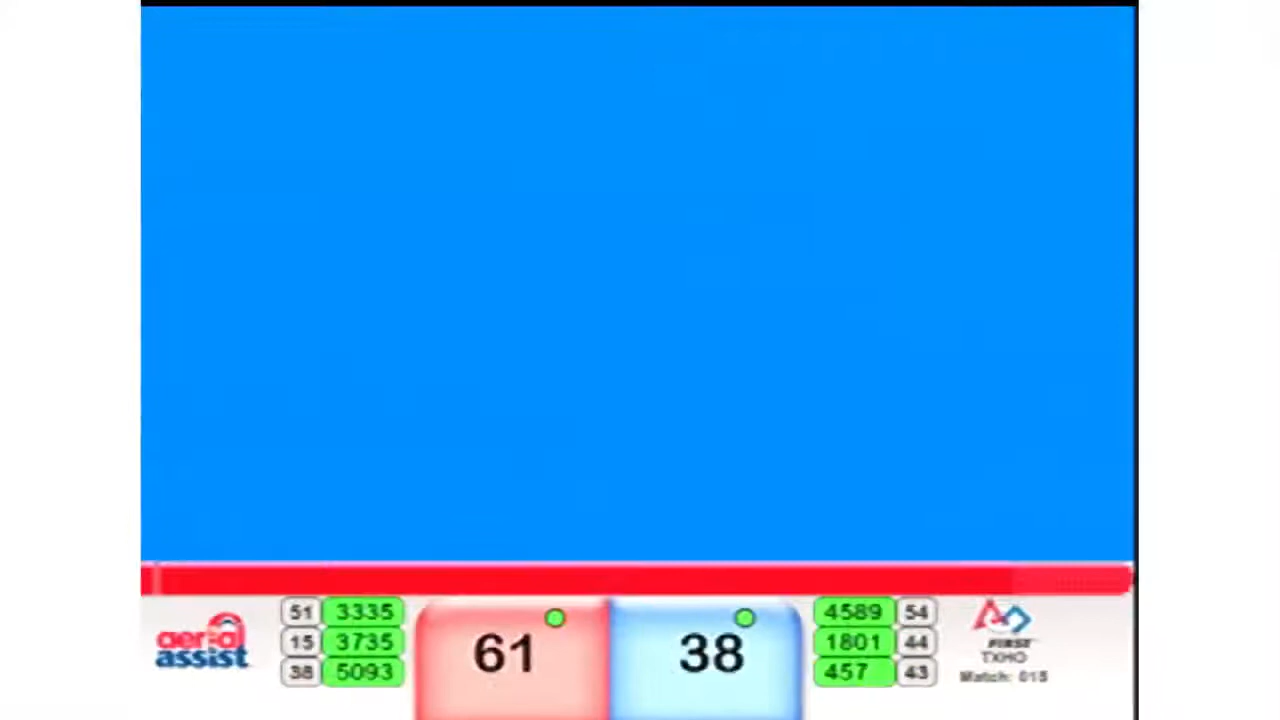 aerial
assist
51 3335
15 3735
38 5093
61
38
4589 54
1801 44
457 43
FIRST
TXHO
Match: 015